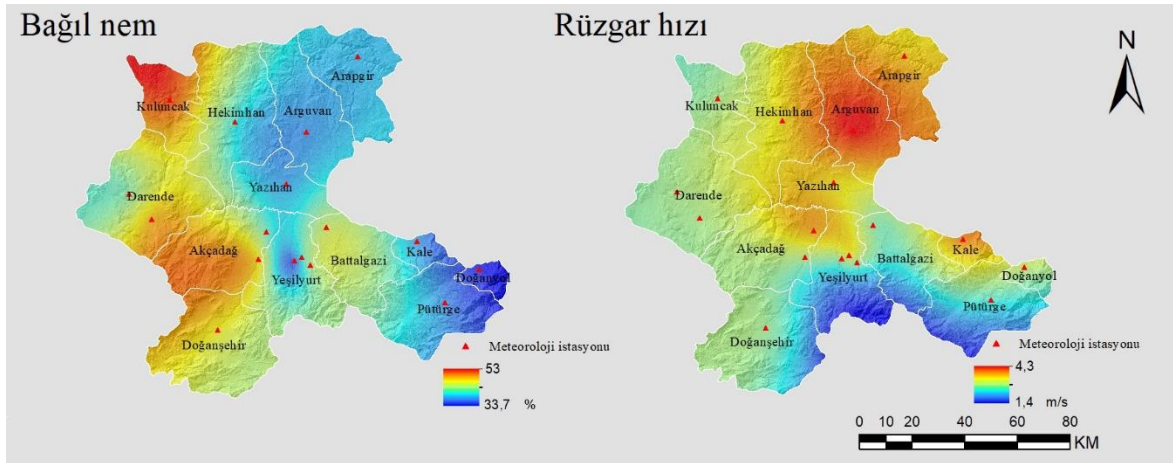 Bağıl nem
Kuluncak
Hekimhan
Arguvan
Arapgir
Yazıhan
Darende
Akçadağ
Yeşilyurt
Battalgazi
Kale
Doğanyol
Pütürge
Doğanşehir
Meteoroloji istasyonu
53
33,7 %
Rüzgar hızı
N
Kuluncak
Hekimhan
Arguvan
Arapgir
Yazıhan
Darende
Akçadağ
Yeşilyurt
Battalgazi
Kale
Doğanyol
Pütürge
Doğanşehir
Meteoroloji istasyonu
4,3
1,4 m/s
0 10 20 40 60 80
KM